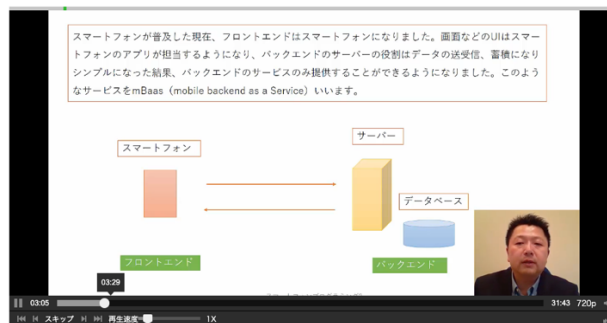 スマートフォンが普及した現在、フロントエンドはスマートフォンになりました。画面などのUIはスマ
ートフォンのアプリが担当するようになり、バックエンドのサーバーの役割はデータの送受信、蓄積になり
シンプルになった結果、バックエンドのサービスのみ提供することができるようになりました。このよう
なサービスをmBaas（mobile backend as a Service）いいます。
サーバー
スマートフォン
データベース
フロントエンド
バックエンド
03:29
03:05
31:43 720p
スキップ 再生速度 1X